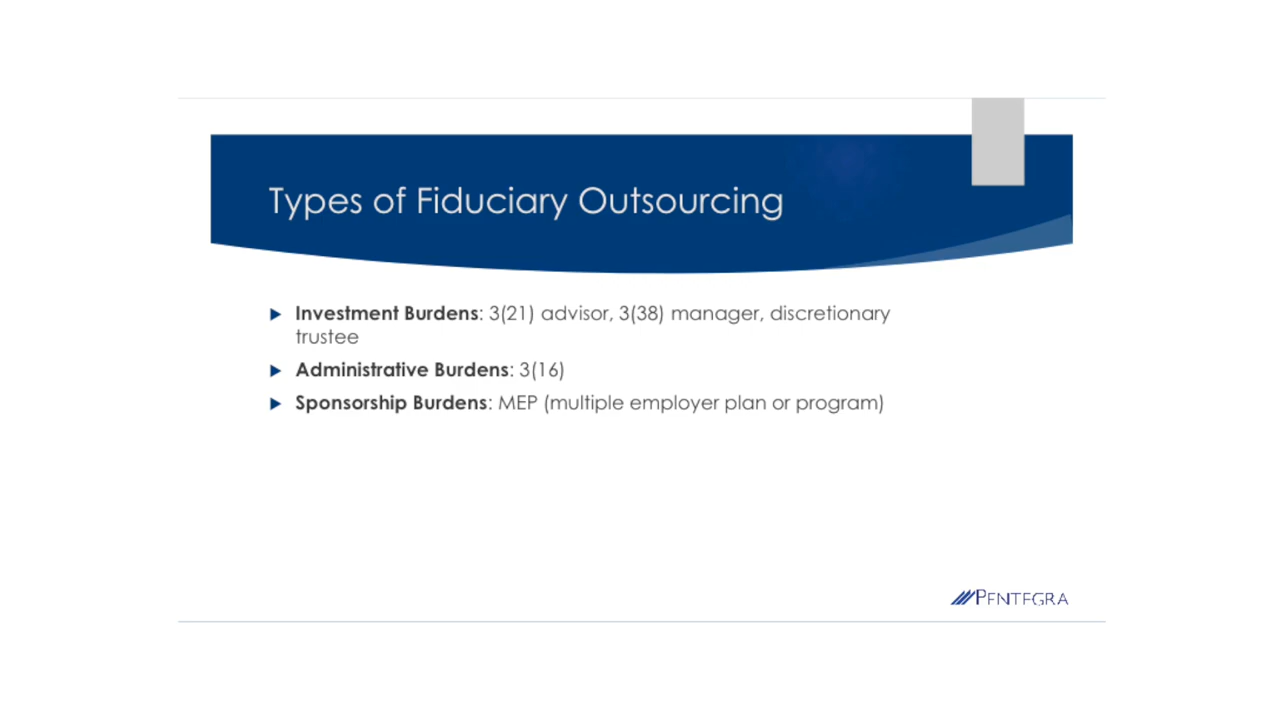 Types of Fiduciary Outsourcing
Investment Burdens: 3(21) advisor, 3(38) manager, discretionary
trustee
Administrative Burdens: 3(16)
Sponsorship Burdens: MEP (multiple employer plan or program)
PENTEGRA